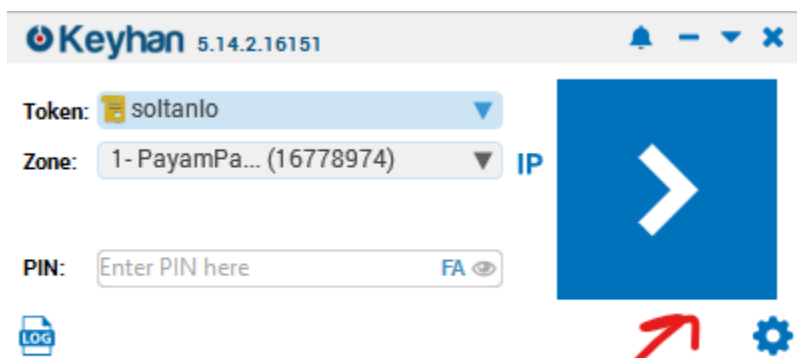 Keyhan 5.14.2.16151
Token: soltanlo
Zone: 1- PayamPa... (16778974) IP
PIN: Enter PIN here FA
LOG